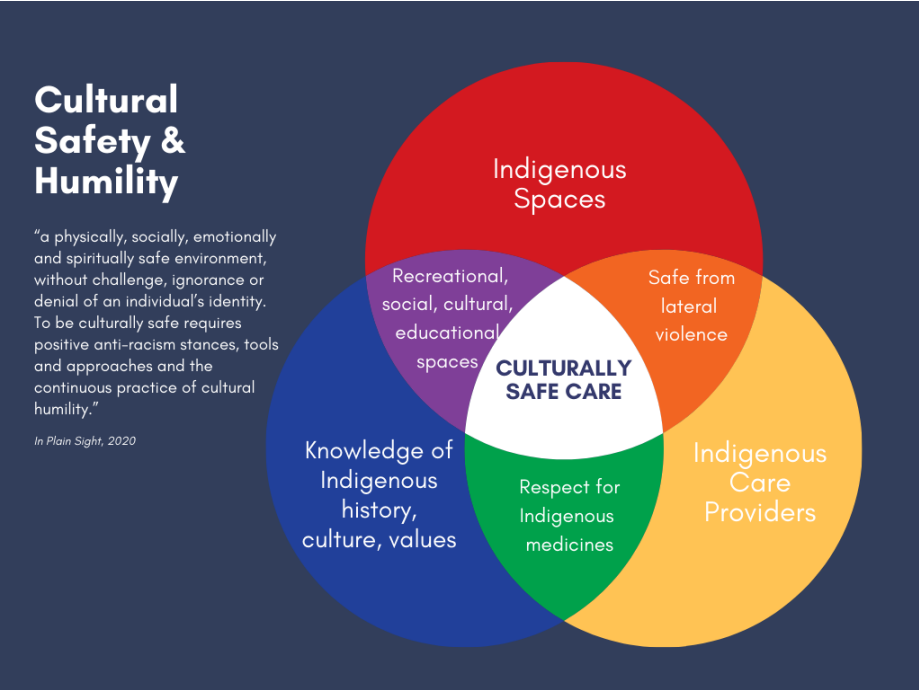 Cultural
Safety &
Humility
“a physically, socially, emotionally
and spiritually safe environment,
without challenge, ignorance or
denial of an individual’s identity.
To be culturally safe requires
positive anti-racism stances, tools
and approaches and the
continuous practice of cultural
humility.”
In Plain Sight, 2020
Indigenous
Spaces
Recreational,
social, cultural,
educational
spaces
Safe from
lateral
violence
CULTURALLY
SAFE CARE
Knowledge of
Indigenous
history,
culture, values
Respect for
Indigenous
medicines
Indigenous
Care
Providers